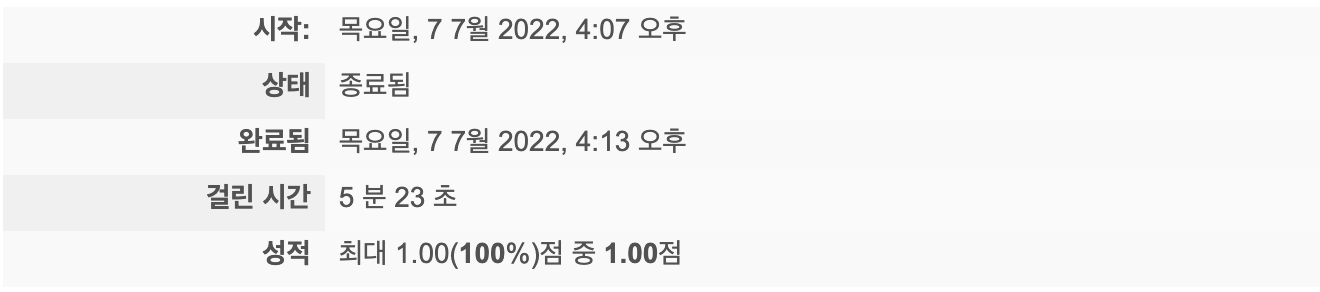 시작: 목요일, 7 7월 2022, 4:07 오후
상태 종료됨
완료됨 목요일, 7 7월 2022, 4:13 오후
걸린 시간 5 분 23 초
성적 최대 1.00(100%)점 중 1.00점